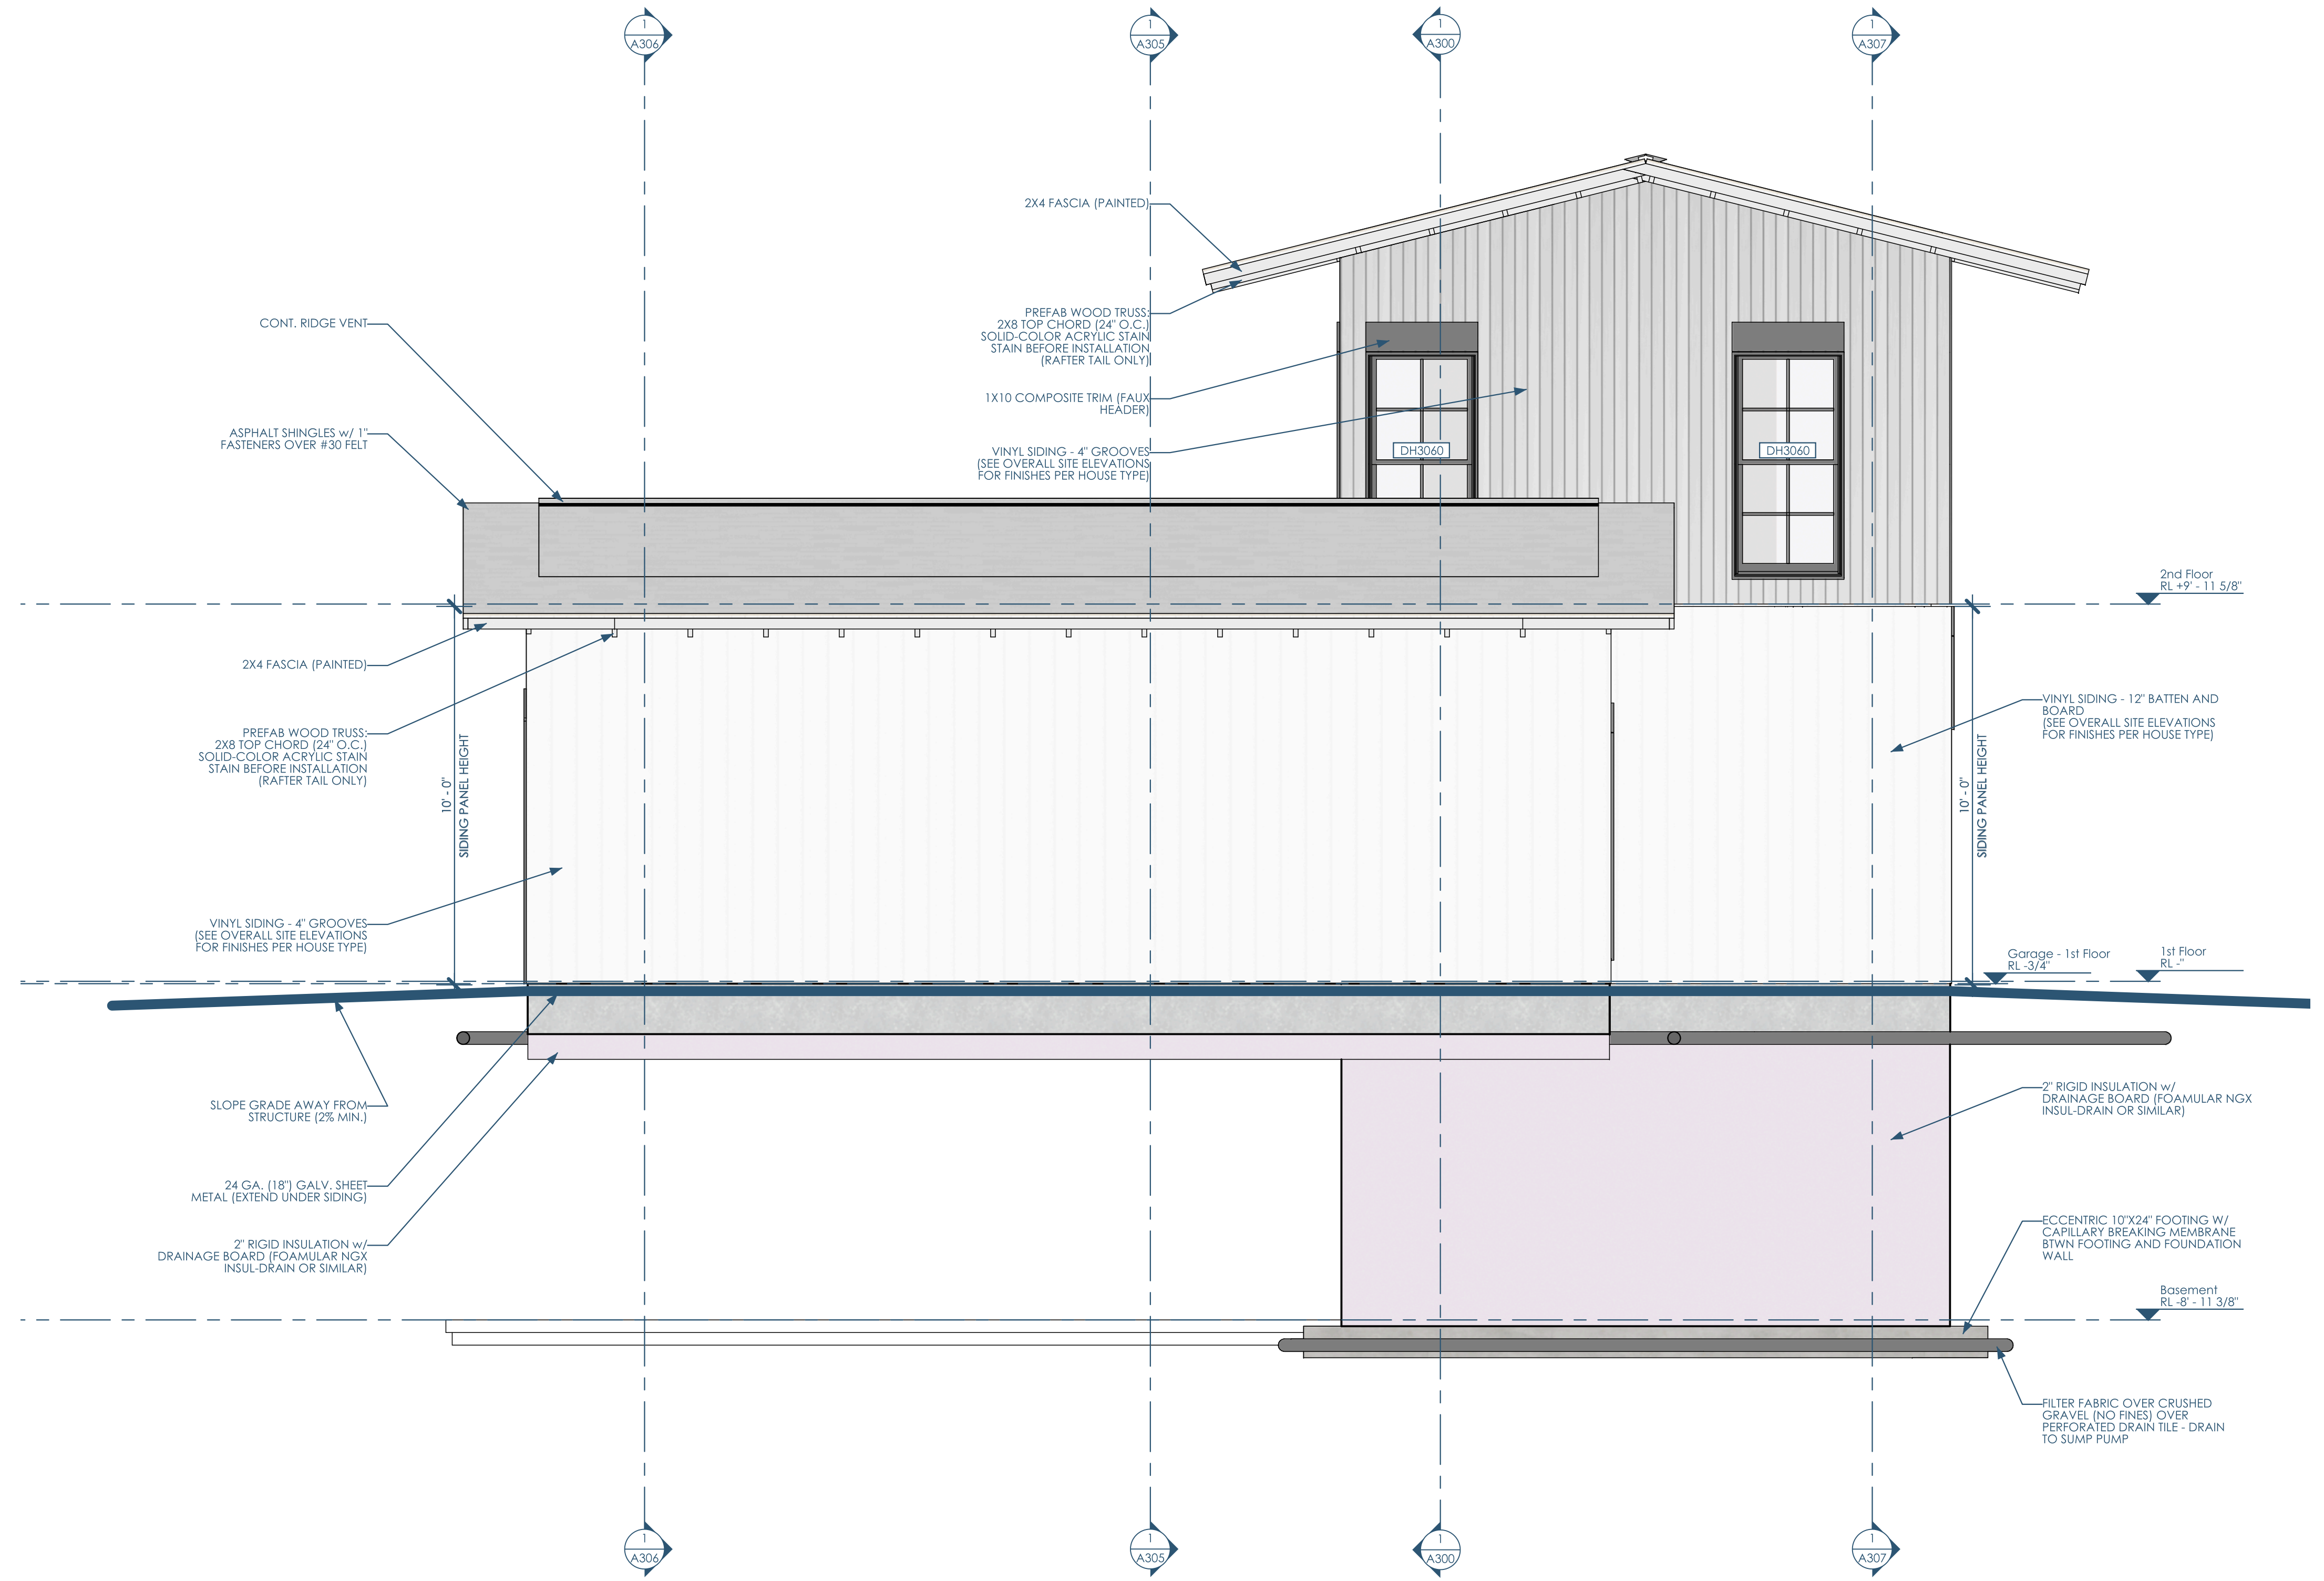 1
A306
1
A305
1
A300
1
A307
2X4 FASCIA (PAINTED)
PREFAB WOOD TRUSS:
2X8 TOP CHORD (24" O.C.)
SOLID-COLOR ACRYLIC STAIN
STAIN BEFORE INSTALLATION
(RAFTER TAIL ONLY)
1X10 COMPOSITE TRIM (FAUX
HEADER)
VINYL SIDING - 4" GROOVES
(SEE OVERALL SITE ELEVATIONS
FOR FINISHES PER HOUSE TYPE)
DH3060
DH3060
CONT. RIDGE VENT
ASPHALT SHINGLES w/ 1"
FASTENERS OVER #30 FELT
2X4 FASCIA (PAINTED)
PREFAB WOOD TRUSS:
2X8 TOP CHORD (24" O.C.)
SOLID-COLOR ACRYLIC STAIN
STAIN BEFORE INSTALLATION
(RAFTER TAIL ONLY)
10' - 0"
SIDING PANEL HEIGHT
VINYL SIDING - 4" GROOVES
(SEE OVERALL SITE ELEVATIONS
FOR FINISHES PER HOUSE TYPE)
SLOPE GRADE AWAY FROM
STRUCTURE (2% MIN.)
24 GA. (18") GALV. SHEET
METAL (EXTEND UNDER SIDING)
2" RIGID INSULATION w/
DRAINAGE BOARD (FOAMULAR NGX
INSUL-DRAIN OR SIMILAR)
2nd Floor
RL +9' - 11 5/8"
VINYL SIDING - 12" BATTEN AND
BOARD
(SEE OVERALL SITE ELEVATIONS
FOR FINISHES PER HOUSE TYPE)
10' - 0"
SIDING PANEL HEIGHT
Garage - 1st Floor
RL -3/4"
1st Floor
RL -"
2" RIGID INSULATION w/
DRAINAGE BOARD (FOAMULAR NGX
INSUL-DRAIN OR SIMILAR)
ECCENTRIC 10"X24" FOOTING W/
CAPILLARY BREAKING MEMBRANE
BTWN FOOTING AND FOUNDATION
WALL
Basement
RL -8' - 11 3/8"
FILTER FABRIC OVER CRUSHED
GRAVEL (NO FINES) OVER
PERFORATED DRAIN TILE - DRAIN
TO SUMP PUMP
1
A306
1
A305
1
A300
1
A307